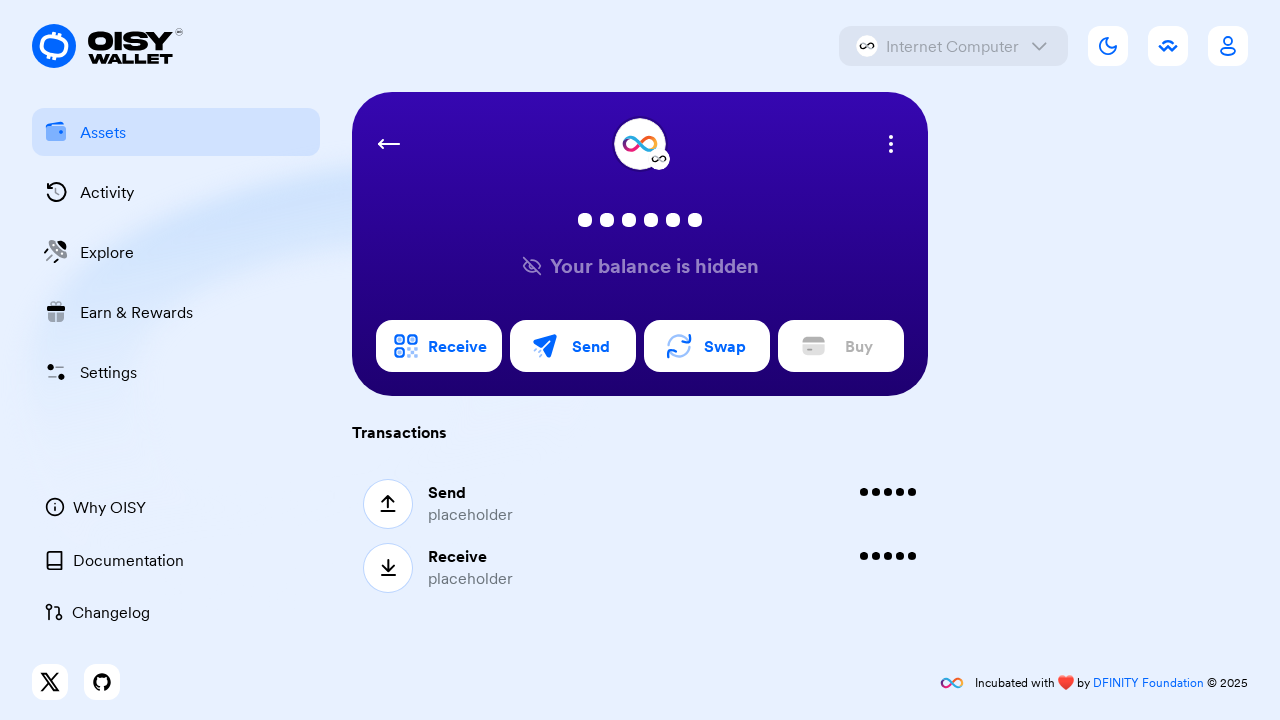 OISY
WALLET
Internet Computer
Assets
Activity
Explore
Earn & Rewards
Settings
Your balance is hidden
Receive
Send
Swap
Buy
Transactions
Send
placeholder
Receive
placeholder
Why OISY
Documentation
Changelog
Incubated with ❤️ by DFINITY Foundation © 2025